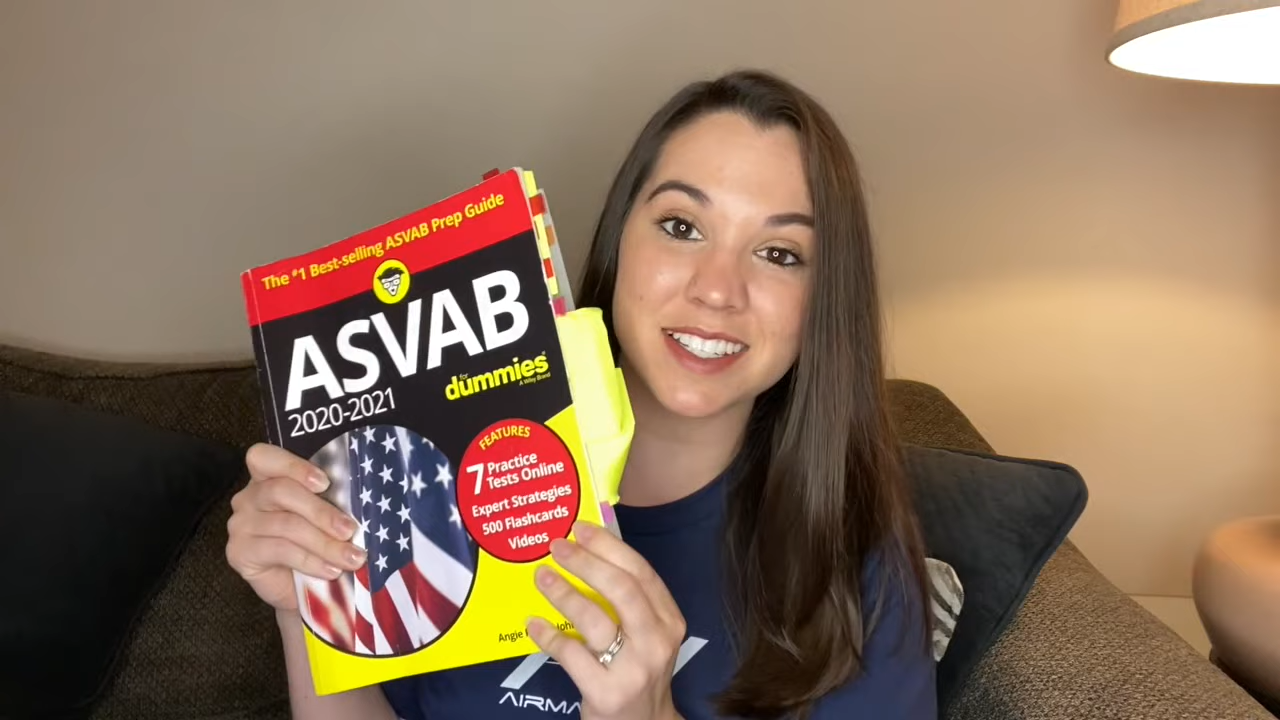 The #1 Best-selling ASVAB Prep Guide
ASVAB
for
dummies
A Wiley Brand
2020-2021
FEATURES
7 Practice
Tests Online
Expert Strategies
500 Flashcards
Videos
Angie
AIRMA